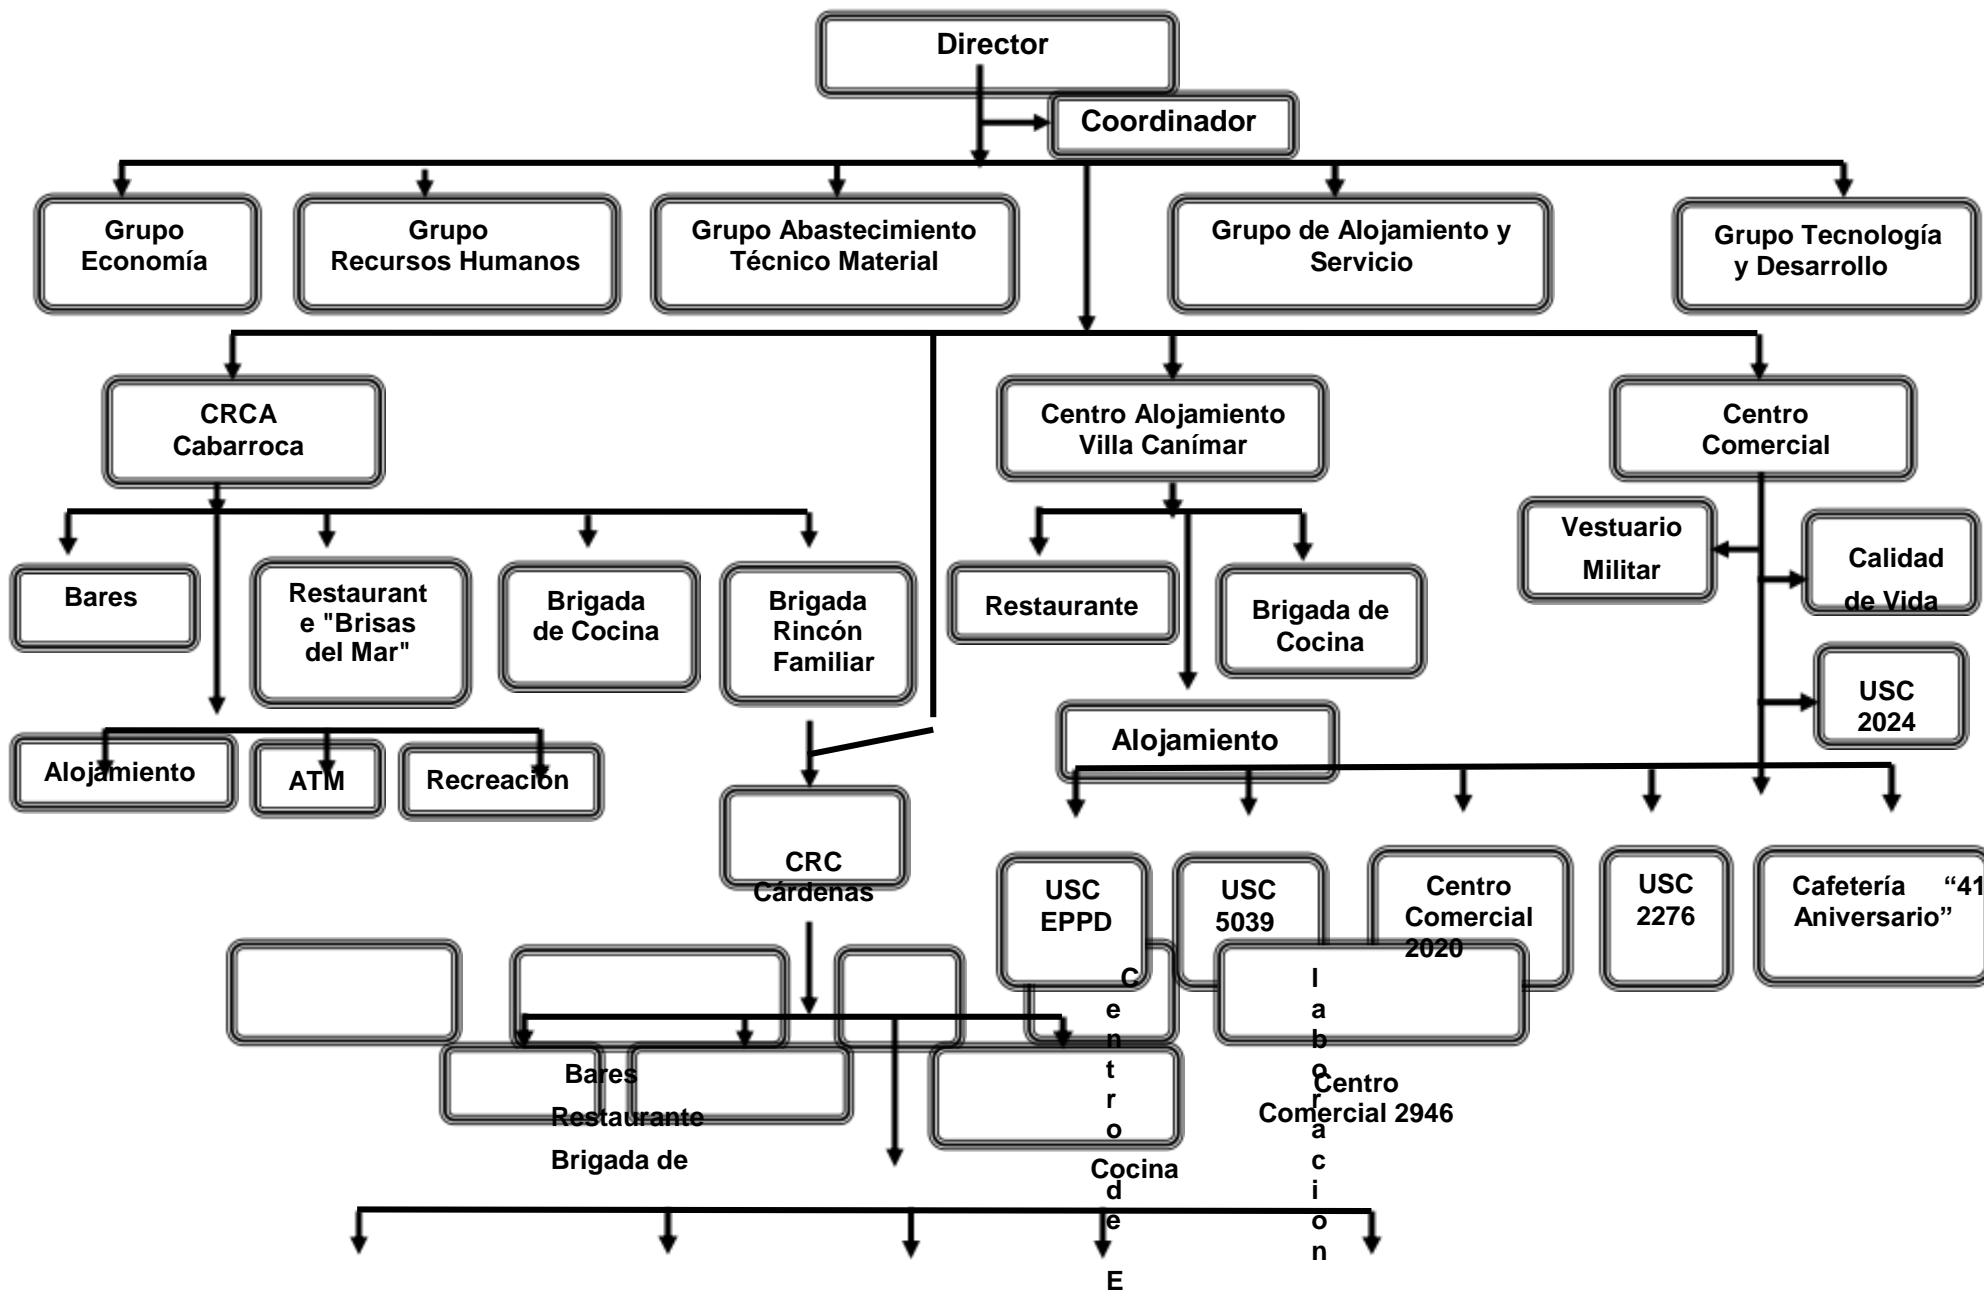 Director
Coordinador
Grupo
Economía
Grupo
Recursos Humanos
Grupo Abastecimiento
Técnico Material
Grupo de Alojamiento y
Servicio
Grupo Tecnología
y Desarrollo
CRCA
Cabarroca
Centro Alojamiento
Villa Canímar
Centro
Comercial
Bares
Restaurant
e "Brisas
del Mar"
Brigada
de Cocina
Brigada
Rincón
Familiar
Restaurante
Brigada de
Cocina
Vestuario
Militar
Calidad
de Vida
USC
2024
Alojamiento
ATM
Recreación
Alojamiento
CRC
Cárdenas
USC
EPPD
USC
5039
Centro
Comercial
2020
USC
2276
Cafetería “41
Aniversario”
Bares
Restaurante
Brigada de
Cocina
Centro
de
E
laboracion
Centro
Comercial 2946